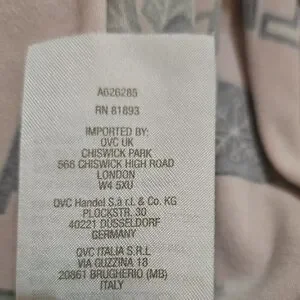 A626285
RN 81893
IMPORTED BY:
QVC UK
CHISWICK PARK
566 CHISWICK HIGH ROAD
LONDON
W4 5XU
QVC Handel S.à r.l. & Co. KG
PLOCKSTR. 30
40221 DÜSSELDORF
GERMANY
QVC ITALIA S.R.L
VIA GUZZINA 18
20861 BRUGHERIO (MB)
ITALY